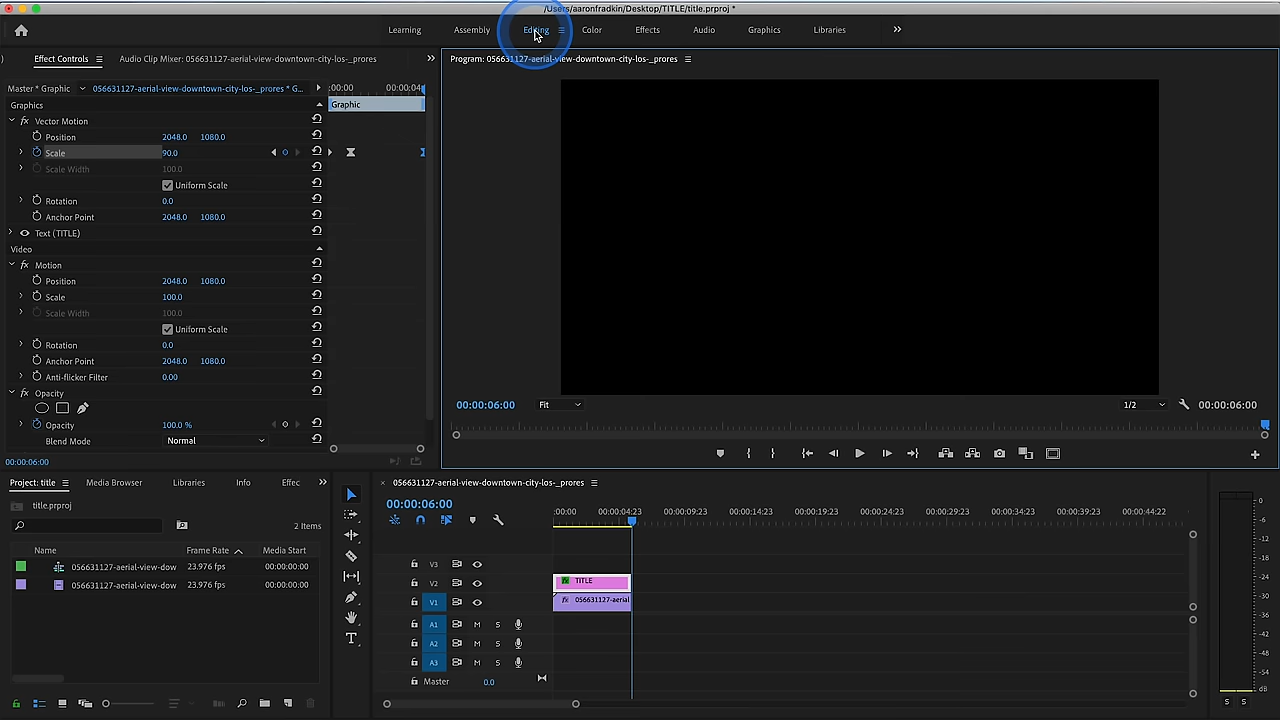 /Users/aaronfradkin/Desktop/TITLE/title.prproj *
Learning Assembly Editing Color Effects Audio Graphics Libraries
Effect Controls Audio Clip Mixer: 056631127-aerial-view-downtown-city-los-_prores
Program: 056631127-aerial-view-downtown-city-los-_prores
Master * Graphic 056631127-aerial-view-downtown-city-los-_prores * G... :00:00 00:00:04:
Graphics Graphic
fx Vector Motion
Position 2048.0 1080.0
Scale 90.0
Scale Width 100.0
Uniform Scale
Rotation 0.0
Anchor Point 2048.0 1080.0
Text (TITLE)
Video
fx Motion
Position 2048.0 1080.0
Scale 100.0
Scale Width 100.0
Uniform Scale
Rotation 0.0
Anchor Point 2048.0 1080.0
Anti-flicker Filter 0.00
fx Opacity
Opacity 100.0 %
Blend Mode Normal
00:00:06:00
00:00:06:00 Fit 1/2 00:00:06:00
Project: title Media Browser Libraries Info Effec
title.prproj
2 Items
Name Frame Rate Media Start
056631127-aerial-view-dow 23.976 fps 00:00:00:00
056631127-aerial-view-dow 23.976 fps 00:00:00:00
056631127-aerial-view-downtown-city-los-_prores
00:00:06:00
:00:00 00:00:04:23 00:00:09:23 00:00:14:23 00:00:19:23 00:00:24:23 00:00:29:23 00:00:34:23 00:00:39:23 00:00:44:22
V3
V2 fx TITLE
V1 fx 056631127-aerial
A1 M S
A2 M S
A3 M S
Master 0.0
0
-6
-12
-18
-24
-30
-36
-42
-48
-54
dB
S S